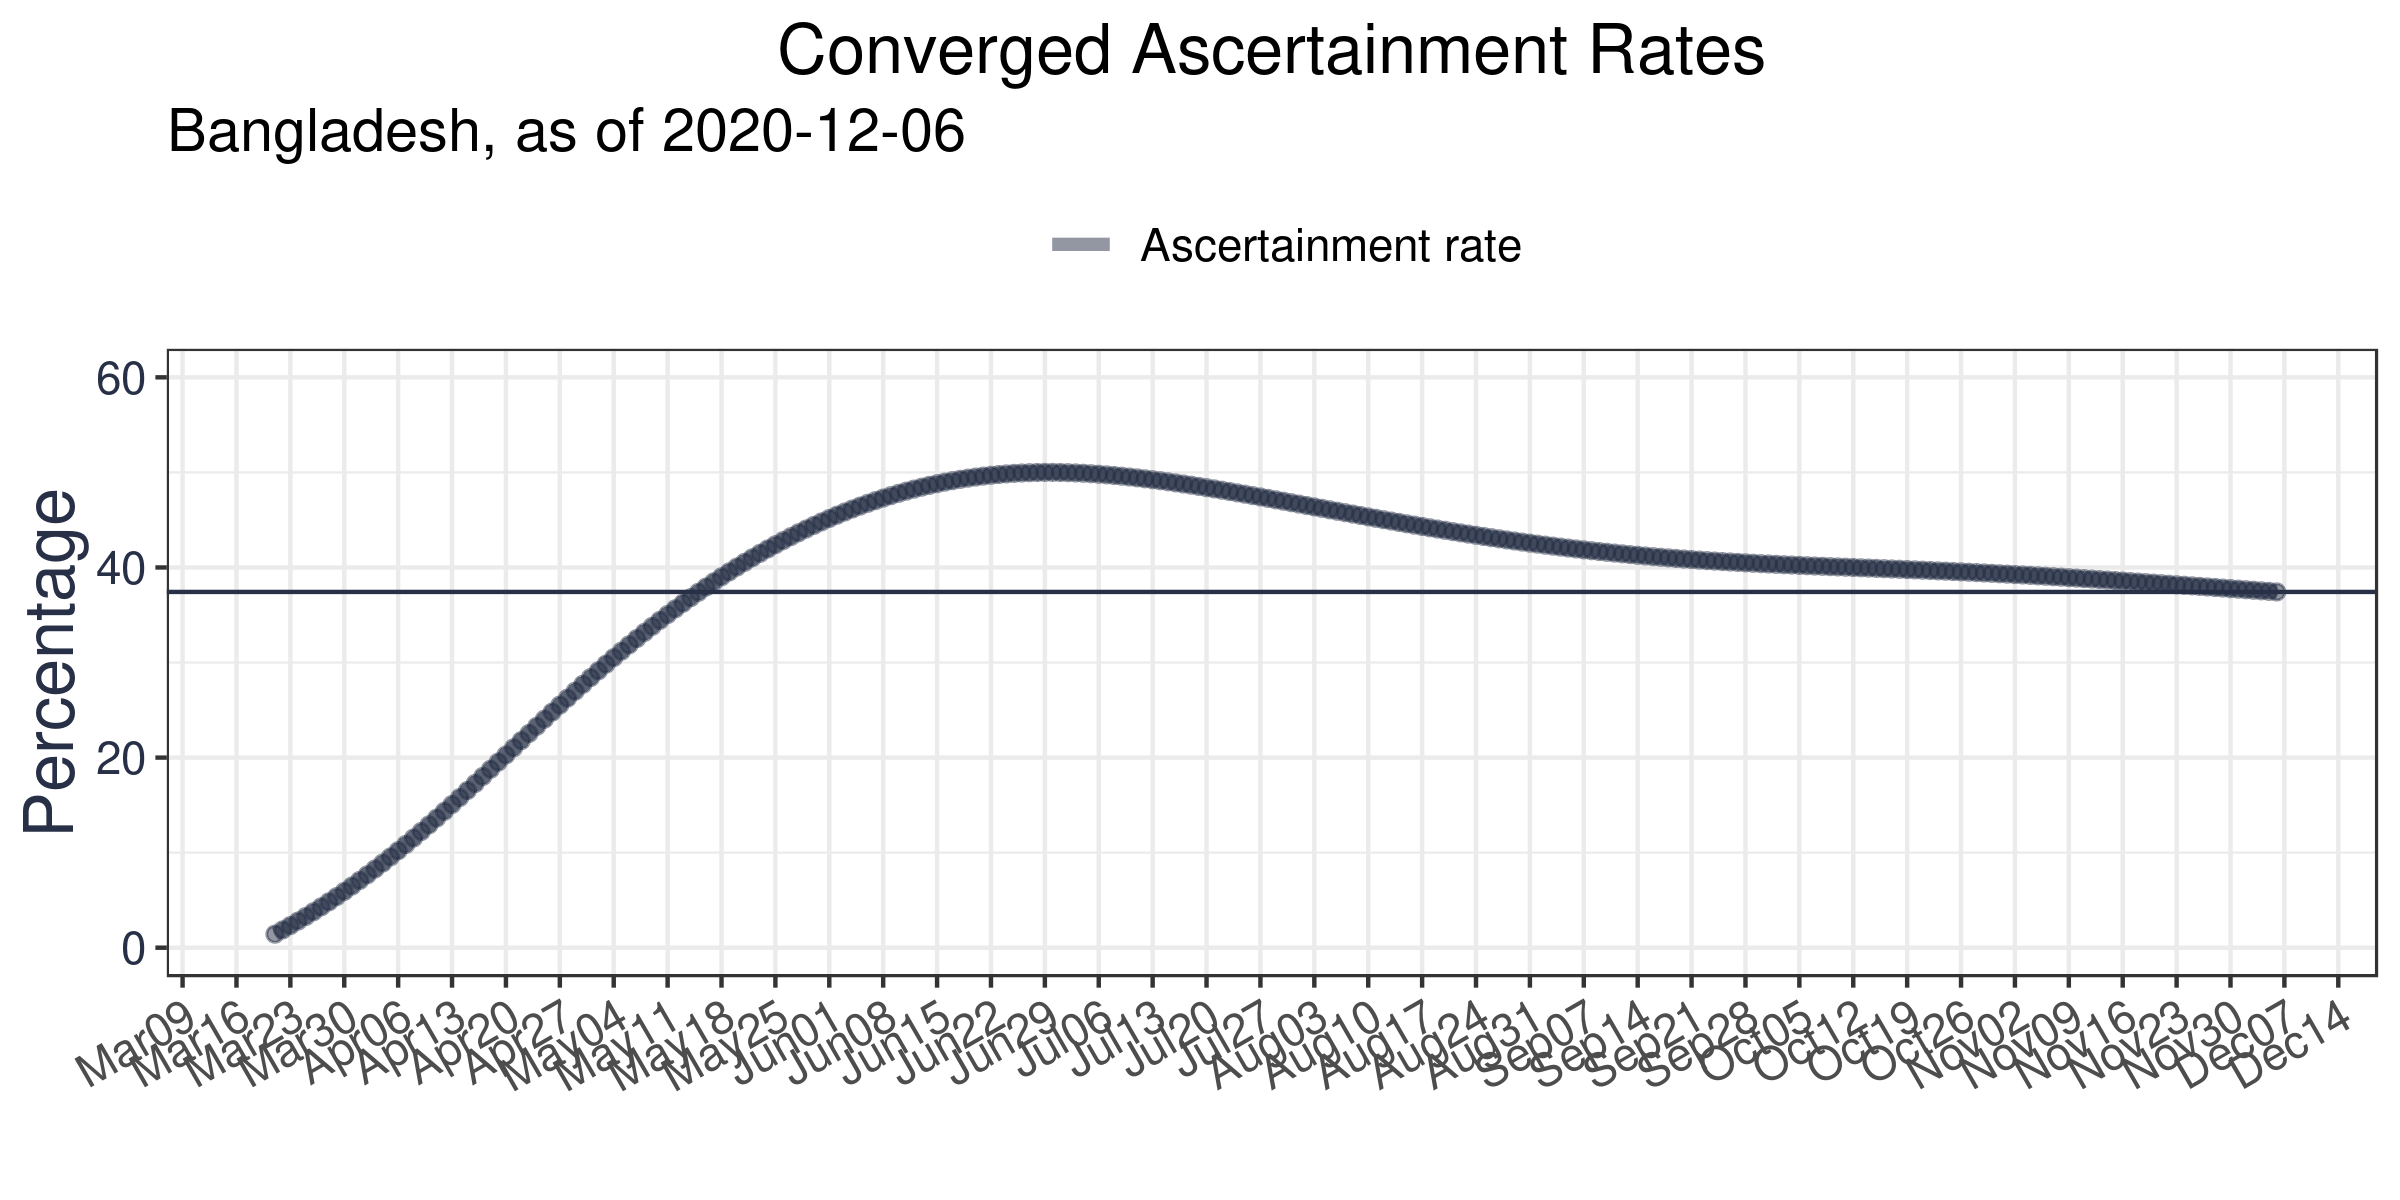 Converged Ascertainment Rates
Bangladesh, as of 2020-12-06
Ascertainment rate
Percentage
60
40
20
0
Mar09
Mar16
Mar23
Mar30
Apr06
Apr13
Apr20
Apr27
May04
May11
May18
May25
Jun01
Jun08
Jun15
Jun22
Jun29
Jul06
Jul13
Jul20
Jul27
Aug03
Aug10
Aug17
Aug24
Aug31
Sep07
Sep14
Sep21
Sep28
Oct05
Oct12
Oct19
Oct26
Nov02
Nov09
Nov16
Nov23
Nov30
Dec07
Dec14